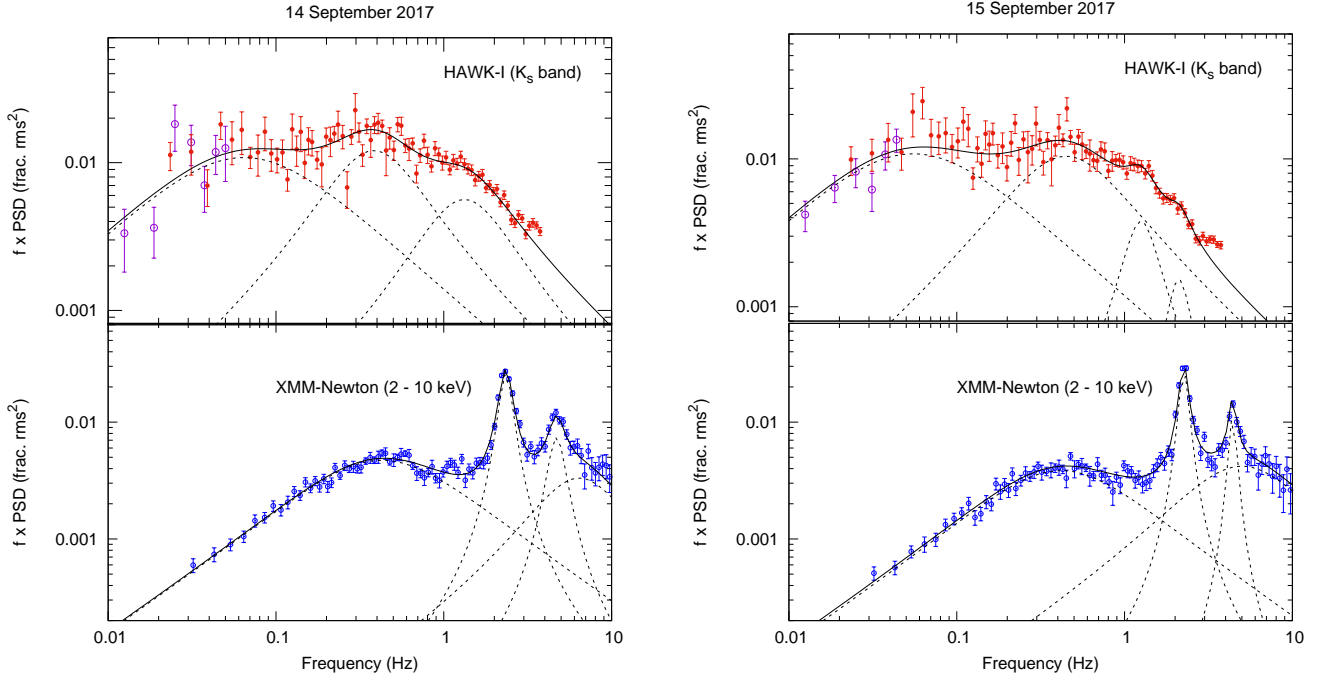 14 September 2017
HAWK-I (Ks band)
f x PSD (frac. rms2)
0.01
0.001
XMM-Newton (2 - 10 keV)
f x PSD (frac. rms2)
0.01
0.001
0.01 0.1 1 10
Frequency (Hz)
15 September 2017
HAWK-I (Ks band)
f x PSD (frac. rms2)
0.01
0.001
XMM-Newton (2 - 10 keV)
f x PSD (frac. rms2)
0.01
0.001
0.01 0.1 1 10
Frequency (Hz)